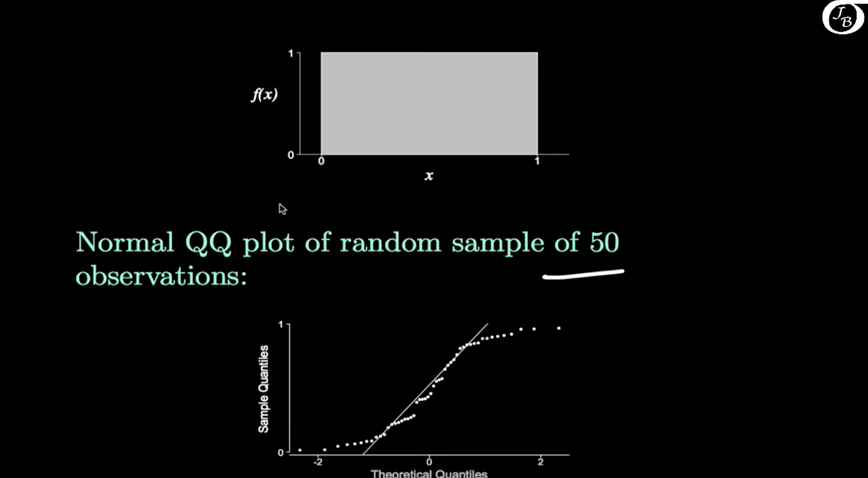 JB
1
f(x)
0
0 1
x
Normal QQ plot of random sample of 50
observations:
1
Sample Quantiles
0
-2 0 2
Theoretical Quantiles